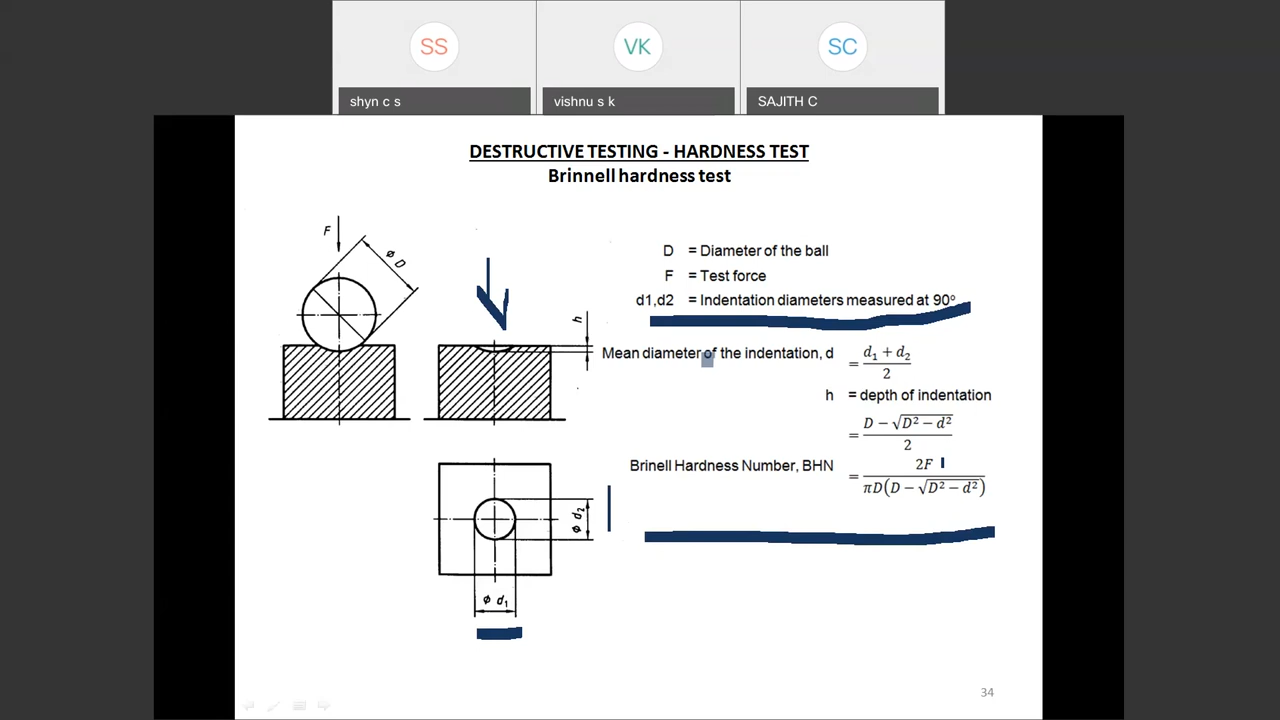 SS
VK
SC
shyn c s
vishnu s k
SAJITH C
DESTRUCTIVE TESTING - HARDNESS TEST
Brinnell hardness test
F
φ D
h
D = Diameter of the ball
F = Test force
d1,d2 = Indentation diameters measured at 90º
Mean diameter of the indentation, d = (d₁ + d₂)/2
h = depth of indentation
= (D − √(D² − d²))/2
Brinell Hardness Number, BHN = 2F/(πD(D − √(D² − d²)))
φ d₂
φ d₁
34